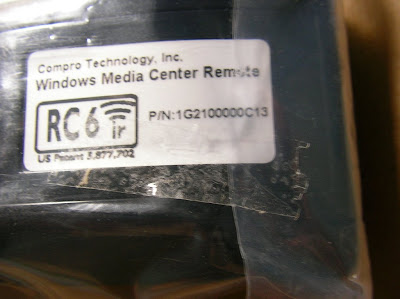 Compro Technology, Inc.
Windows Media Center Remote
RC6 ir
P/N:1G2100000C13
US Patent 5,877,702